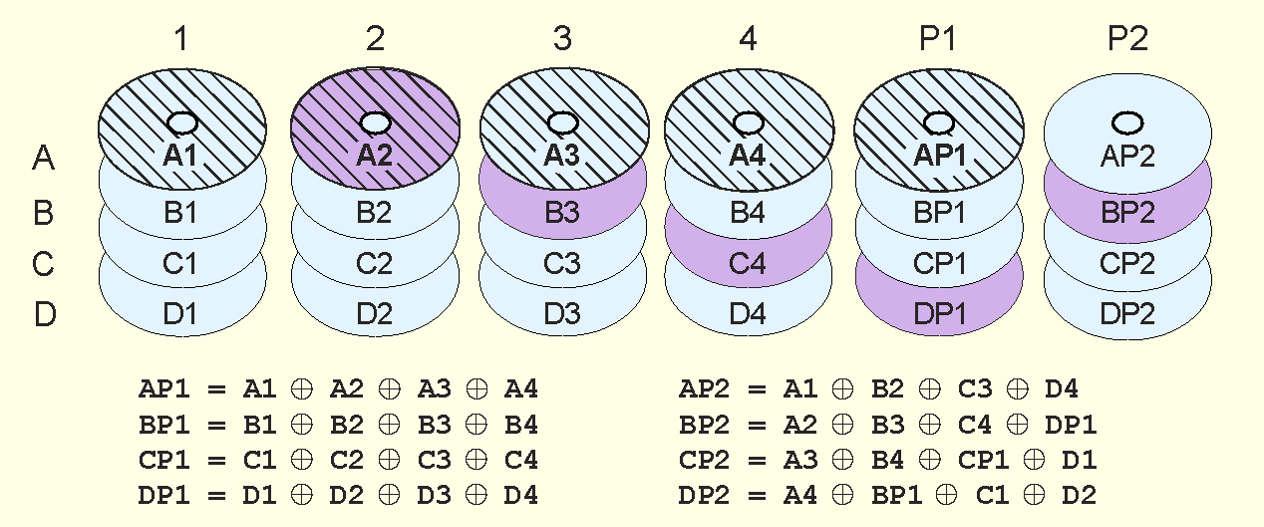 1 2 3 4 P1 P2
A A1 A2 A3 A4 AP1 AP2
B B1 B2 B3 B4 BP1 BP2
C C1 C2 C3 C4 CP1 CP2
D D1 D2 D3 D4 DP1 DP2
AP1 = A1 ⊕ A2 ⊕ A3 ⊕ A4
BP1 = B1 ⊕ B2 ⊕ B3 ⊕ B4
CP1 = C1 ⊕ C2 ⊕ C3 ⊕ C4
DP1 = D1 ⊕ D2 ⊕ D3 ⊕ D4
AP2 = A1 ⊕ B2 ⊕ C3 ⊕ D4
BP2 = A2 ⊕ B3 ⊕ C4 ⊕ DP1
CP2 = A3 ⊕ B4 ⊕ CP1 ⊕ D1
DP2 = A4 ⊕ BP1 ⊕ C1 ⊕ D2